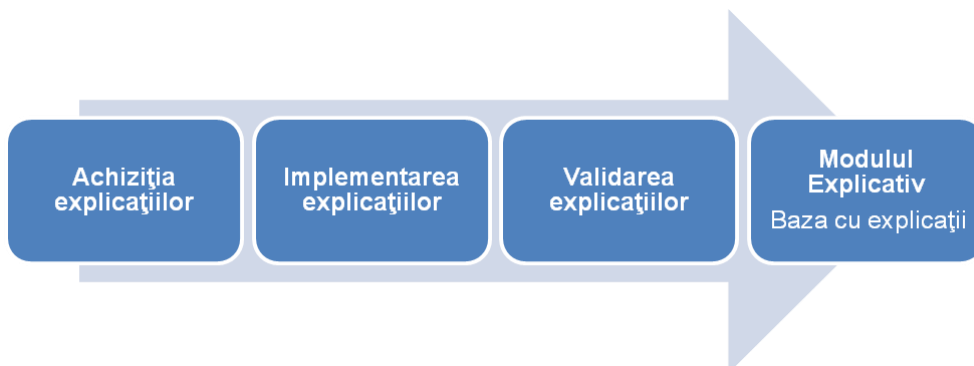 Achiziţia
explicaţiilor
Implementarea
explicaţiilor
Validarea
explicaţiilor
Modulul
Explicativ
Baza cu explicaţii